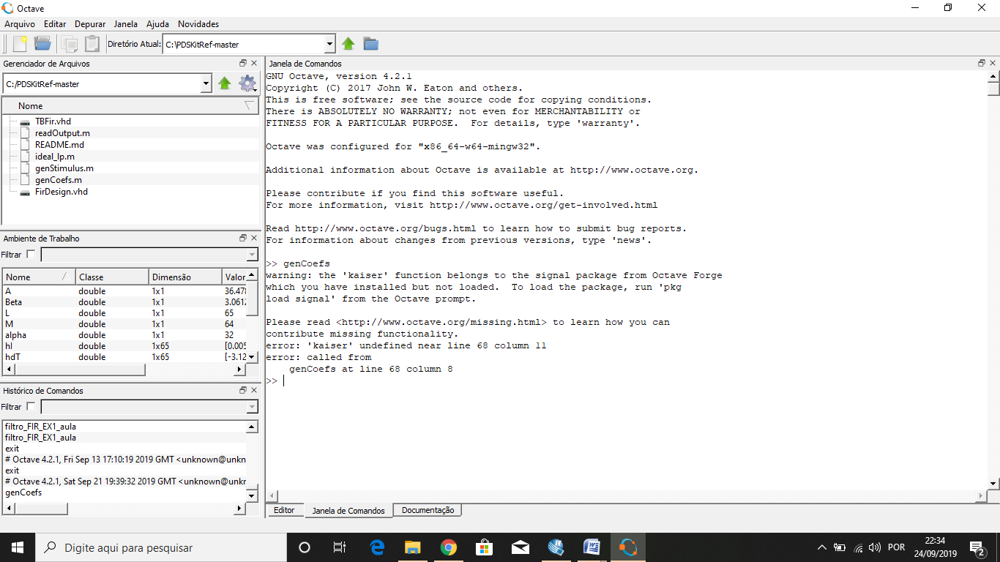 Octave
Arquivo Editar Depurar Janela Ajuda Novidades
Diretório Atual: C:\PDSKitRef-master
Gerenciador de Arquivos
C:/PDSKitRef-master
Nome
TBFir.vhd
readOutput.m
README.md
ideal_lp.m
genStimulus.m
genCoefs.m
FirDesign.vhd
Ambiente de Trabalho
Filtrar
Nome Classe Dimensão Valor
A double 1x1 36.478
Beta double 1x1 3.0612
L double 1x1 65
M double 1x1 64
alpha double 1x1 32
hI double 1x65 [0.005
hdT double 1x65 [-3.12
Histórico de Comandos
Filtrar
filtro_FIR_EX1_aula
filtro_FIR_EX1_aula
exit
# Octave 4.2.1, Fri Sep 13 17:10:19 2019 GMT <unknown@unkn
exit
# Octave 4.2.1, Sat Sep 21 19:39:32 2019 GMT <unknown@unkr
genCoefs
Janela de Comandos
GNU Octave, version 4.2.1
Copyright (C) 2017 John W. Eaton and others.
This is free software; see the source code for copying conditions.
There is ABSOLUTELY NO WARRANTY; not even for MERCHANTABILITY or
FITNESS FOR A PARTICULAR PURPOSE.  For details, type 'warranty'.
Octave was configured for "x86_64-w64-mingw32".
Additional information about Octave is available at http://www.octave.org.
Please contribute if you find this software useful.
For more information, visit http://www.octave.org/get-involved.html
Read http://www.octave.org/bugs.html to learn how to submit bug reports.
For information about changes from previous versions, type 'news'.
>> genCoefs
warning: the 'kaiser' function belongs to the signal package from Octave Forge
which you have installed but not loaded.  To load the package, run 'pkg
load signal' from the Octave prompt.
Please read <http://www.octave.org/missing.html> to learn how you can
contribute missing functionality.
error: 'kaiser' undefined near line 68 column 11
error: called from
genCoefs at line 68 column 8
>>
Editor Janela de Comandos Documentação
Digite aqui para pesquisar
POR
22:34
24/09/2019
2